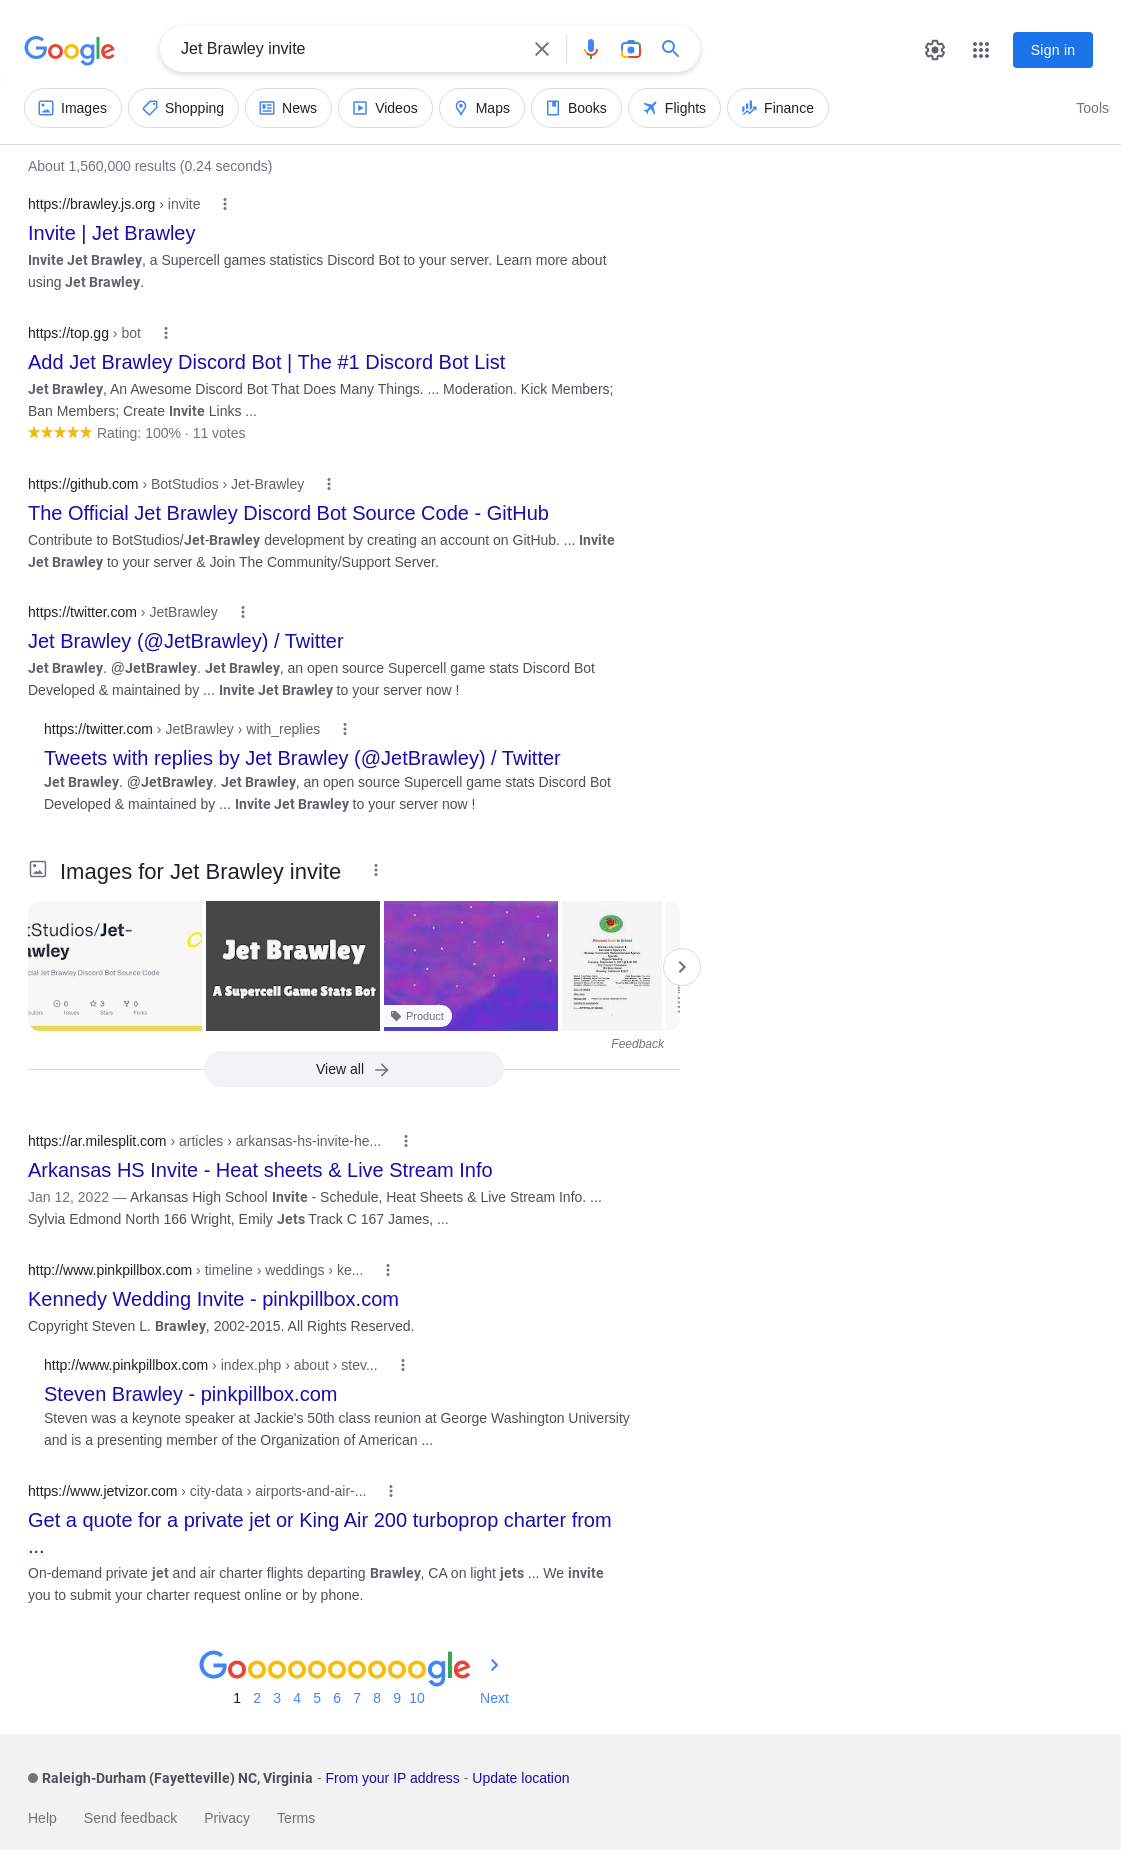 Google
Jet Brawley invite
Sign in
Images
Shopping
News
Videos
Maps
Books
Flights
Finance
Tools
About 1,560,000 results (0.24 seconds)
https://brawley.js.org › invite
Invite | Jet Brawley
Invite Jet Brawley, a Supercell games statistics Discord Bot to your server. Learn more about
using Jet Brawley.
https://top.gg › bot
Add Jet Brawley Discord Bot | The #1 Discord Bot List
Jet Brawley, An Awesome Discord Bot That Does Many Things. ... Moderation. Kick Members;
Ban Members; Create Invite Links ...
Rating: 100% · 11 votes
https://github.com › BotStudios › Jet-Brawley
The Official Jet Brawley Discord Bot Source Code - GitHub
Contribute to BotStudios/Jet-Brawley development by creating an account on GitHub. ... Invite
Jet Brawley to your server & Join The Community/Support Server.
https://twitter.com › JetBrawley
Jet Brawley (@JetBrawley) / Twitter
Jet Brawley. @JetBrawley. Jet Brawley, an open source Supercell game stats Discord Bot
Developed & maintained by ... Invite Jet Brawley to your server now !
https://twitter.com › JetBrawley › with_replies
Tweets with replies by Jet Brawley (@JetBrawley) / Twitter
Jet Brawley. @JetBrawley. Jet Brawley, an open source Supercell game stats Discord Bot
Developed & maintained by ... Invite Jet Brawley to your server now !
Images for Jet Brawley invite
tStudios/Jet-
awley
cial Jet Brawley Discord Bot Source Code
0 3 0
Issues Stars Forks
Jet Brawley
A Supercell Game Stats Bot
Product
Welcome Back to School!
Feedback
View all
https://ar.milesplit.com › articles › arkansas-hs-invite-he...
Arkansas HS Invite - Heat sheets & Live Stream Info
Jan 12, 2022 — Arkansas High School Invite - Schedule, Heat Sheets & Live Stream Info. ...
Sylvia Edmond North 166 Wright, Emily Jets Track C 167 James, ...
http://www.pinkpillbox.com › timeline › weddings › ke...
Kennedy Wedding Invite - pinkpillbox.com
Copyright Steven L. Brawley, 2002-2015. All Rights Reserved.
http://www.pinkpillbox.com › index.php › about › stev...
Steven Brawley - pinkpillbox.com
Steven was a keynote speaker at Jackie's 50th class reunion at George Washington University
and is a presenting member of the Organization of American ...
https://www.jetvizor.com › city-data › airports-and-air-...
Get a quote for a private jet or King Air 200 turboprop charter from
...
On-demand private jet and air charter flights departing Brawley, CA on light jets ... We invite
you to submit your charter request online or by phone.
Goooooooooogle
1 2 3 4 5 6 7 8 9 10 Next
Raleigh-Durham (Fayetteville) NC, Virginia - From your IP address - Update location
Help Send feedback Privacy Terms